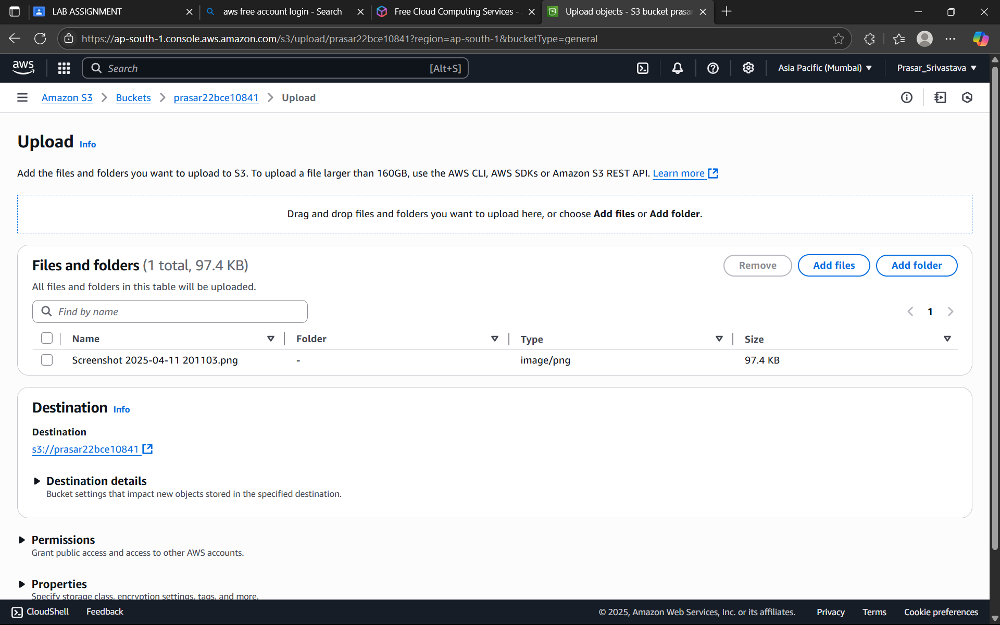 LAB ASSIGNMENT
aws free account login - Search
Free Cloud Computing Services -
Upload objects - S3 bucket prasar
https://ap-south-1.console.aws.amazon.com/s3/upload/prasar22bce10841?region=ap-south-1&bucketType=general
aws
Search
[Alt+S]
Asia Pacific (Mumbai)
Prasar_Srivastava
Amazon S3 > Buckets > prasar22bce10841 > Upload
Upload Info
Add the files and folders you want to upload to S3. To upload a file larger than 160GB, use the AWS CLI, AWS SDKs or Amazon S3 REST API. Learn more
Drag and drop files and folders you want to upload here, or choose Add files or Add folder.
Files and folders (1 total, 97.4 KB)
Remove
Add files
Add folder
All files and folders in this table will be uploaded.
Find by name
1
Name Folder Type Size
Screenshot 2025-04-11 201103.png - image/png 97.4 KB
Destination Info
Destination
s3://prasar22bce10841
Destination details
Bucket settings that impact new objects stored in the specified destination.
Permissions
Grant public access and access to other AWS accounts.
Properties
Specify storage class, encryption settings, tags, and more.
CloudShell Feedback © 2025, Amazon Web Services, Inc. or its affiliates. Privacy Terms Cookie preferences